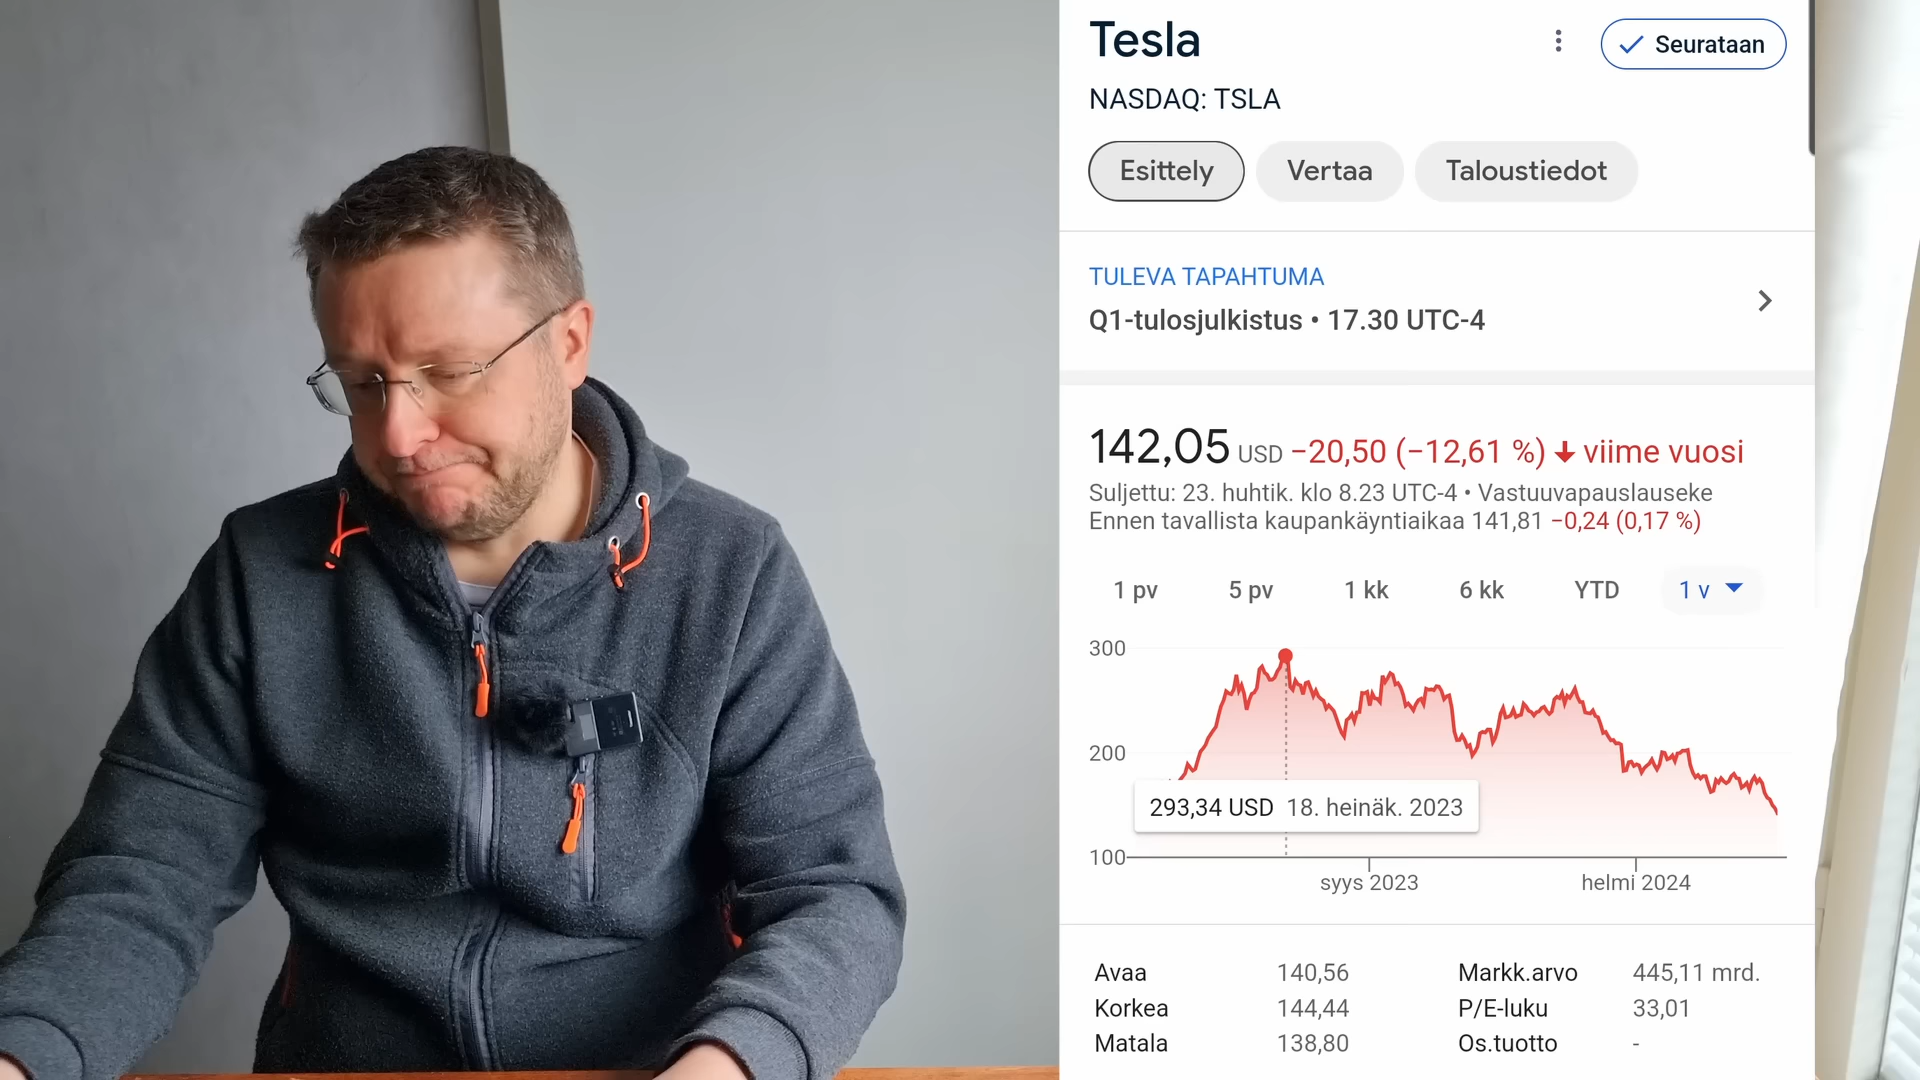 Tesla
Seurataan
NASDAQ: TSLA
Esittely
Vertaa
Taloustiedot
TULEVA TAPAHTUMA
Q1-tulosjulkistus • 17.30 UTC-4
142,05 USD −20,50 (−12,61 %) viime vuosi
Suljettu: 23. huhtik. klo 8.23 UTC-4 • Vastuuvapauslauseke
Ennen tavallista kaupankäyntiaikaa 141,81 −0,24 (0,17 %)
1 pv
5 pv
1 kk
6 kk
YTD
1 v
300
200
293,34 USD 18. heinäk. 2023
100
syys 2023
helmi 2024
Avaa 140,56
Markk.arvo 445,11 mrd.
Korkea 144,44
P/E-luku 33,01
Matala 138,80
Os.tuotto -